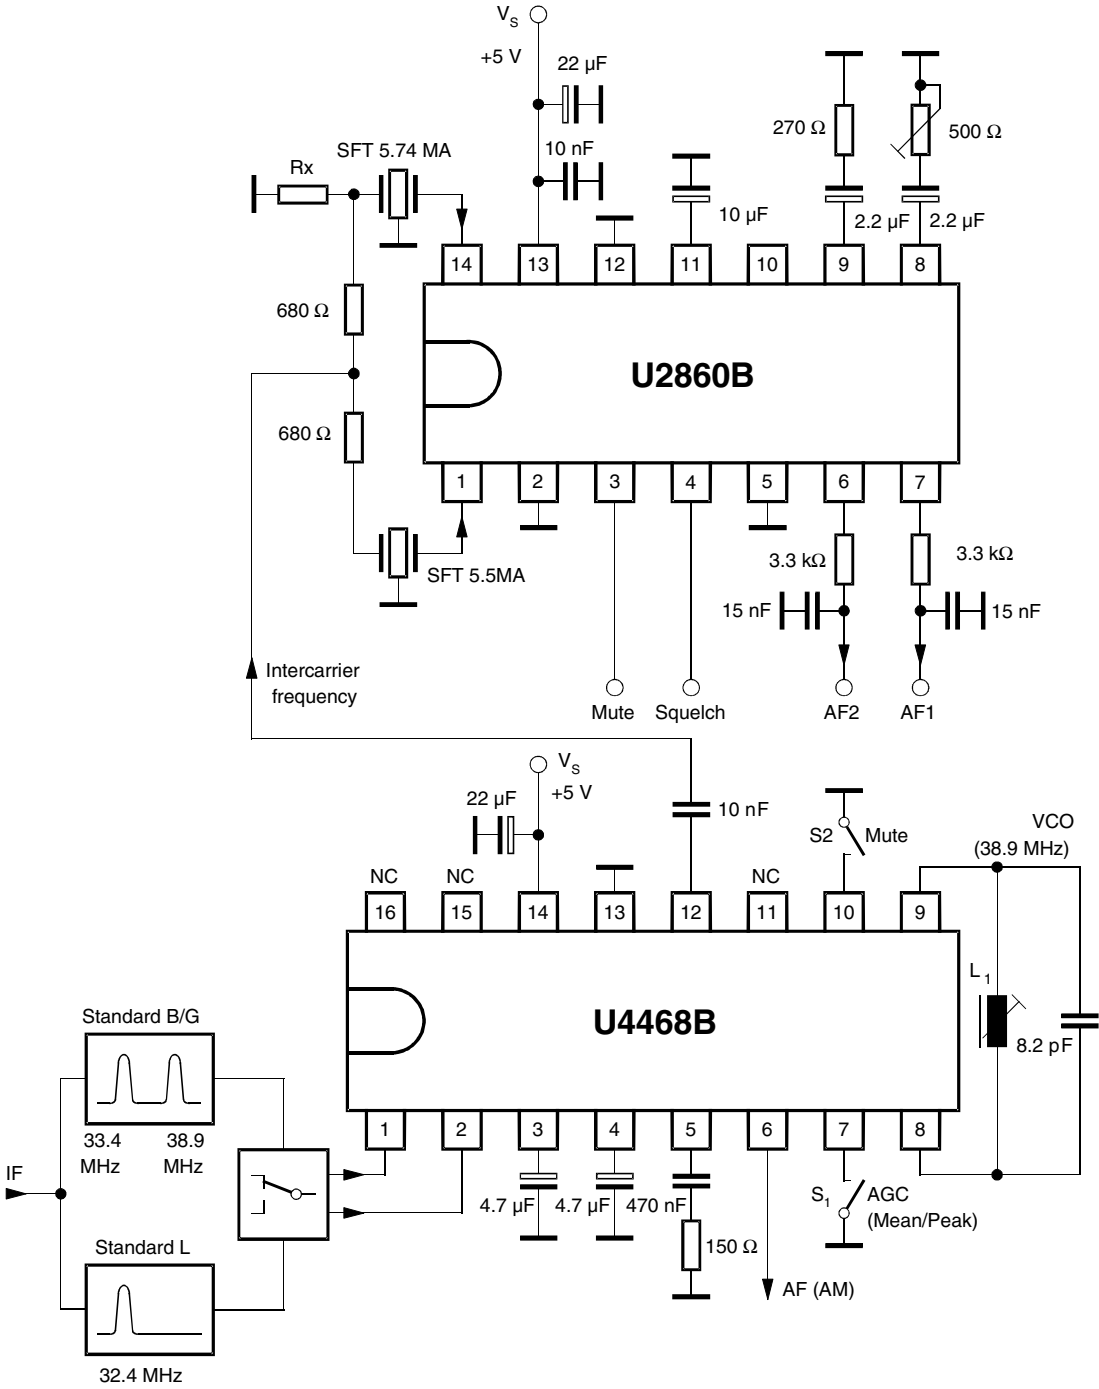 VS
+5 V
22 µF
10 nF
SFT 5.74 MA
Rx
270 Ω
500 Ω
10 µF
2.2 µF
2.2 µF
14
13
12
11
10
9
8
680 Ω
U2860B
680 Ω
1
2
3
4
5
6
7
SFT 5.5MA
3.3 kΩ
3.3 kΩ
15 nF
15 nF
Intercarrier
frequency
Mute
Squelch
AF2
AF1
VS
+5 V
22 µF
10 nF
S2
Mute
VCO
(38.9 MHz)
NC
NC
NC
16
15
14
13
12
11
10
9
L1
8.2 pF
U4468B
Standard B/G
33.4
MHz
38.9
MHz
1
2
3
4
5
6
7
8
IF
4.7 µF
4.7 µF
470 nF
150 Ω
S1
AGC
(Mean/Peak)
AF (AM)
Standard L
32.4 MHz